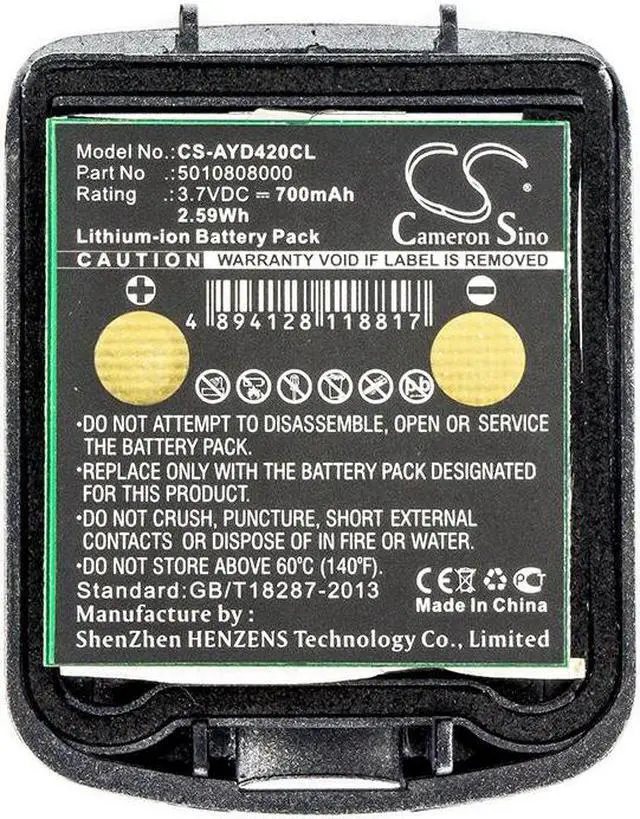 Model No.:CS-AYD420CL
Part No .:5010808000
Rating .:3.7VDC = 700mAh
2.59Wh
Lithium-ion Battery Pack
CS
®
Cameron Sino
CAUTION WARRANTY VOID IF LABEL IS REMOVED
+ −
4 894128 118817
Pb
•DO NOT ATTEMPT TO DISASSEMBLE, OPEN OR SERVICE
THE BATTERY PACK.
•REPLACE ONLY WITH THE BATTERY PACK DESIGNATED
FOR THIS PRODUCT.
•DO NOT CRUSH, PUNCTURE, SHORT EXTERNAL
CONTACTS OR DISPOSE OF IN FIRE OR WATER.
•DO NOT STORE ABOVE 60°C (140°F).
Standard:GB/T18287-2013
CE
Made In China
Manufacture by :
ShenZhen HENZENS Technology Co., Limited